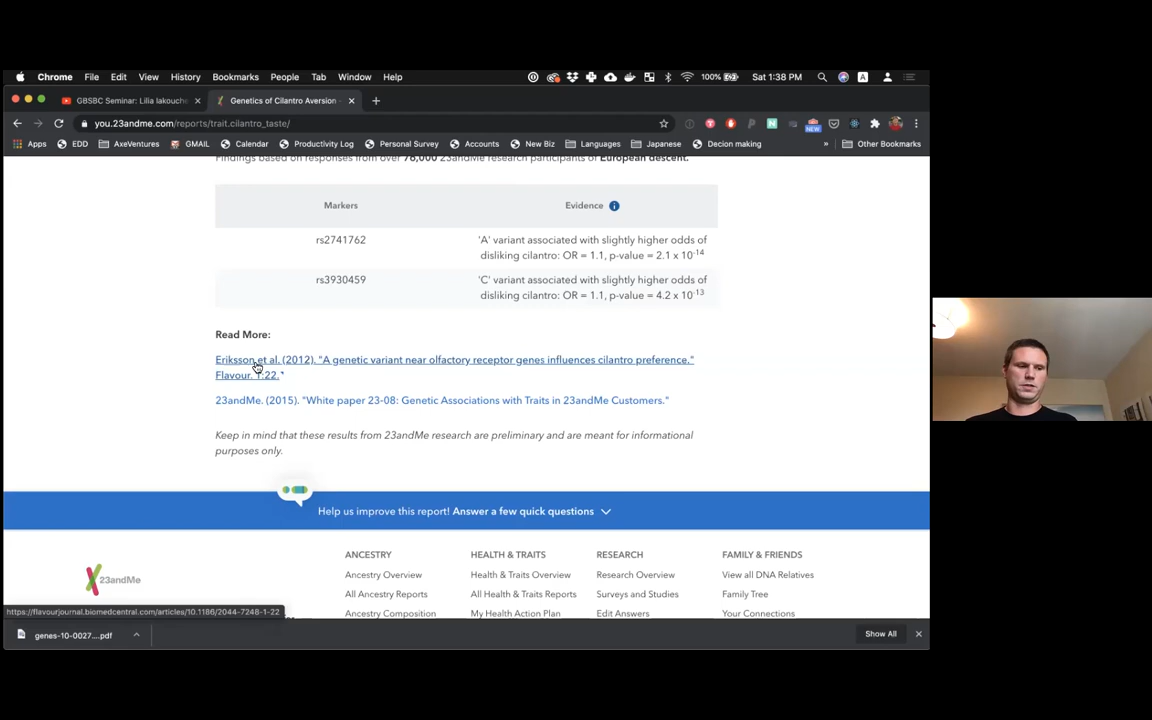 Chrome File Edit View History Bookmarks People Tab Window Help 100% Sat 1:38 PM A
GBSBC Seminar: Lilia Iakouche × Genetics of Cilantro Aversion - × +
you.23andme.com/reports/trait.cilantro_taste/ NEW
Apps EDD AxeVentures GMAIL Calendar Productivity Log Personal Survey Accounts New Biz Languages Decion making » Other Bookmarks
Findings based on responses from over 76,000 23andMe research participants of European descent.
Markers Evidence i
rs2741762 'A' variant associated with slightly higher odds of
disliking cilantro: OR = 1.1, p-value = 2.1 x 10-14
rs3930459 'C' variant associated with slightly higher odds of
disliking cilantro: OR = 1.1, p-value = 4.2 x 10-13
Read More:
Eriksson et al. (2012). "A genetic variant near olfactory receptor genes influences cilantro preference."
Flavour. 1:22.
23andMe. (2015). "White paper 23-08: Genetic Associations with Traits in 23andMe Customers."
Keep in mind that these results from 23andMe research are preliminary and are meant for informational
purposes only.
Help us improve this report! Answer a few quick questions
23andMe
ANCESTRY HEALTH & TRAITS RESEARCH FAMILY & FRIENDS
Ancestry Overview Health & Traits Overview Research Overview View all DNA Relatives
All Ancestry Reports All Health & Traits Reports Surveys and Studies Family Tree
Ancestry Composition My Health Action Plan Edit Answers Your Connections
https://flavourjournal.biomedcentral.com/articles/10.1186/2044-7248-1-22
genes-10-0027....pdf Show All ×